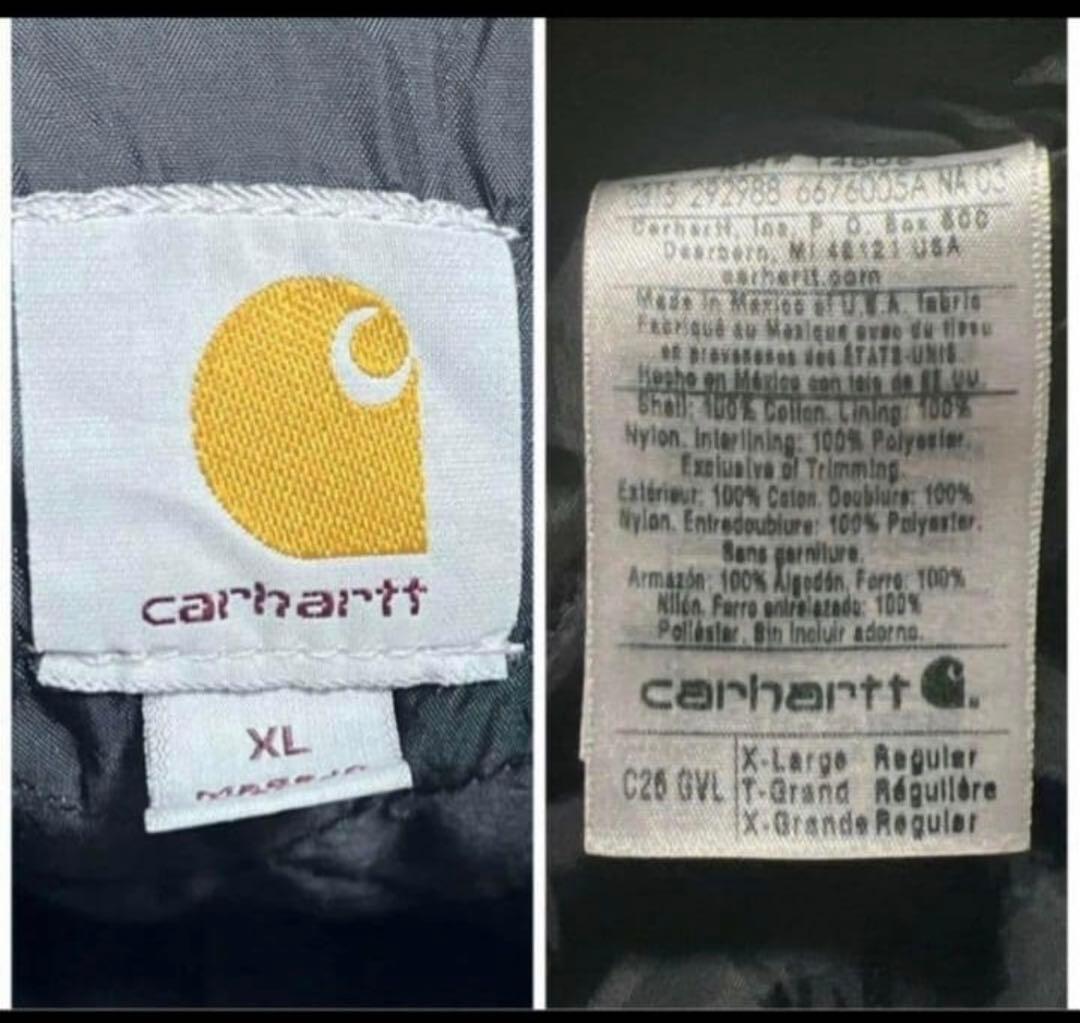 carhartt
XL
292988 6676005A NA 03
Carhartt, Inc. P. O. Box 600
Dearborn, MI 48121 USA
carhartt.com
Made in Mexico of U.S.A. fabric
Fabriqué au Mexique avec du tissu
en provenance des ÉTATS-UNIS.
Hecho en México con tela de EE.UU.
Shell: 100% Cotton. Lining: 100%
Nylon. Interlining: 100% Polyester.
Exclusive of Trimming.
Extérieur: 100% Coton. Doublure: 100%
Nylon. Entredoublure: 100% Polyester.
Sans garniture.
Armazón: 100% Algodón. Forro: 100%
Nilón. Forro entrelazado: 100%
Poliéster. Sin incluir adorno.
carhartt
C26 GVL
X-Large Regular
T-Grand Régulière
X-Grande Regular